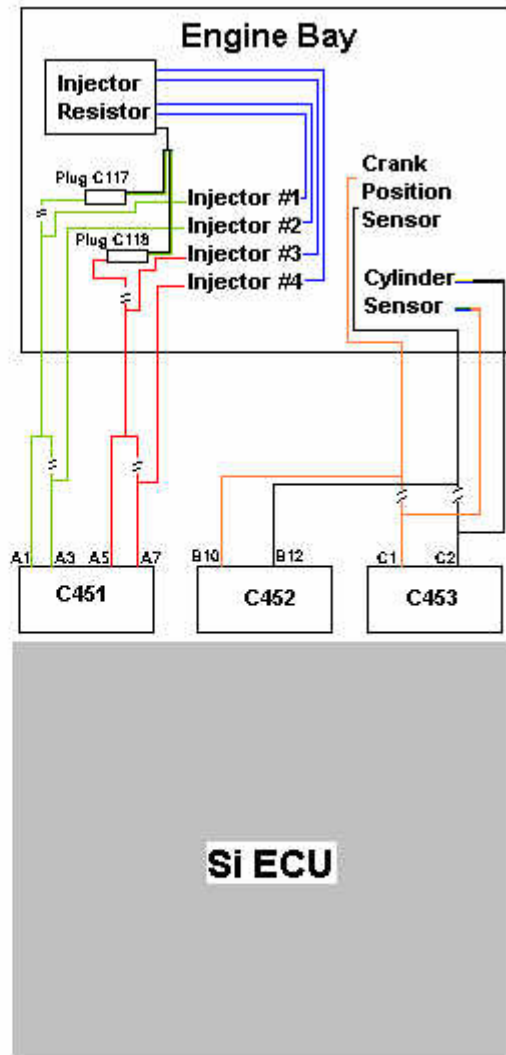 Engine Bay
Injector
Resistor
Plug C117
Injector #1
Injector #2
Plug C118
Injector #3
Injector #4
Crank
Position
Sensor
Cylinder
Sensor
A1
A3
A5
A7
B10
B12
C1
C2
C451
C452
C453
Si ECU